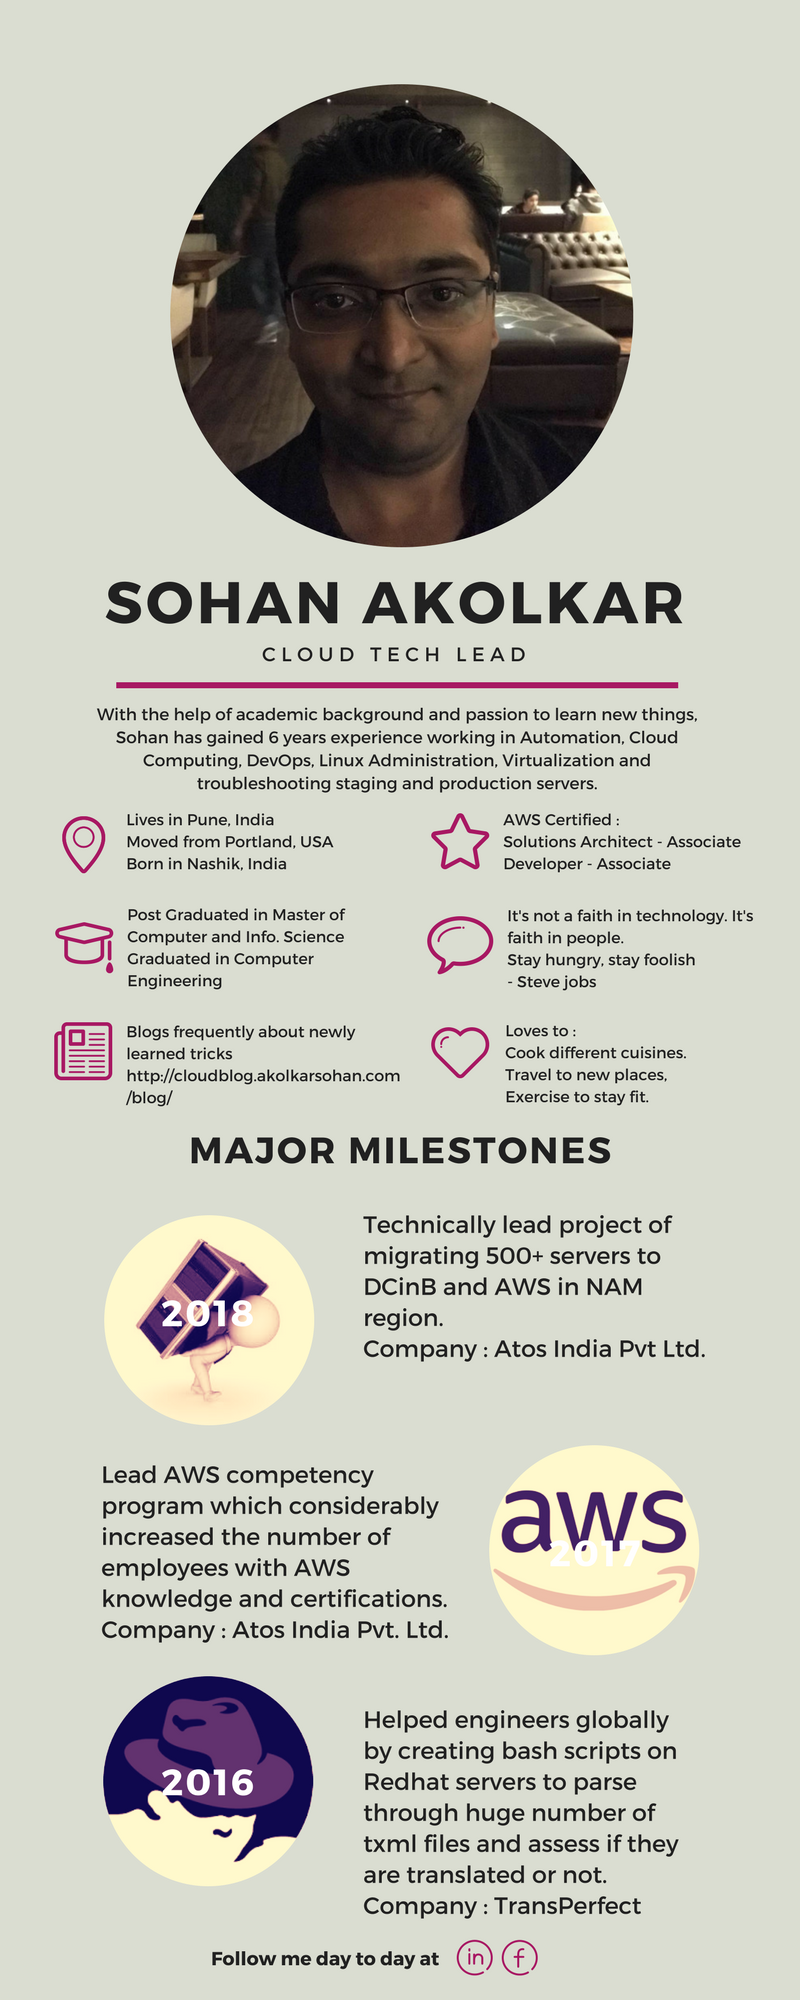 SOHAN AKOLKAR
CLOUD TECH LEAD
With the help of academic background and passion to learn new things,
Sohan has gained 6 years experience working in Automation, Cloud
Computing, DevOps, Linux Administration, Virtualization and
troubleshooting staging and production servers.
Lives in Pune, India
Moved from Portland, USA
Born in Nashik, India
AWS Certified :
Solutions Architect - Associate
Developer - Associate
Post Graduated in Master of
Computer and Info. Science
Graduated in Computer
Engineering
It's not a faith in technology. It's
faith in people.
Stay hungry, stay foolish
- Steve jobs
Blogs frequently about newly
learned tricks
http://cloudblog.akolkarsohan.com
/blog/
Loves to :
Cook different cuisines.
Travel to new places,
Exercise to stay fit.
MAJOR MILESTONES
2018
Technically lead project of
migrating 500+ servers to
DCinB and AWS in NAM
region.
Company : Atos India Pvt Ltd.
Lead AWS competency
program which considerably
increased the number of
employees with AWS
knowledge and certifications.
Company : Atos India Pvt. Ltd.
aws
2017
2016
Helped engineers globally
by creating bash scripts on
Redhat servers to parse
through huge number of
txml files and assess if they
are translated or not.
Company : TransPerfect
Follow me day to day at in f